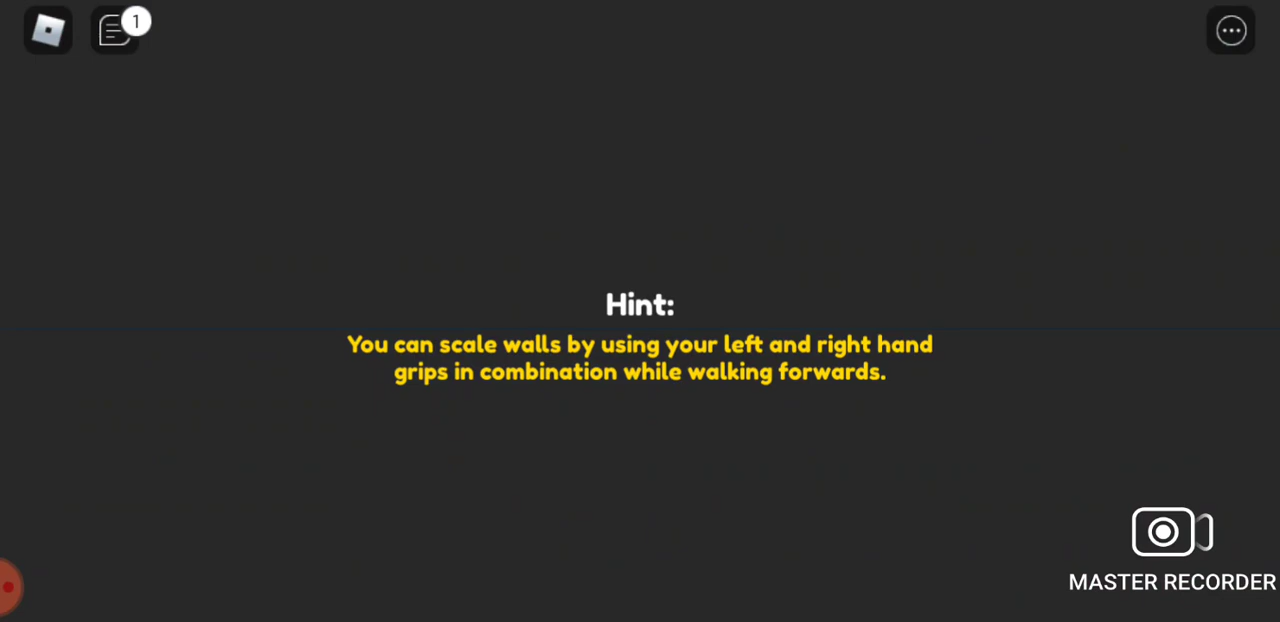 1
Hint:
You can scale walls by using your left and right hand
grips in combination while walking forwards.
MASTER RECORDER